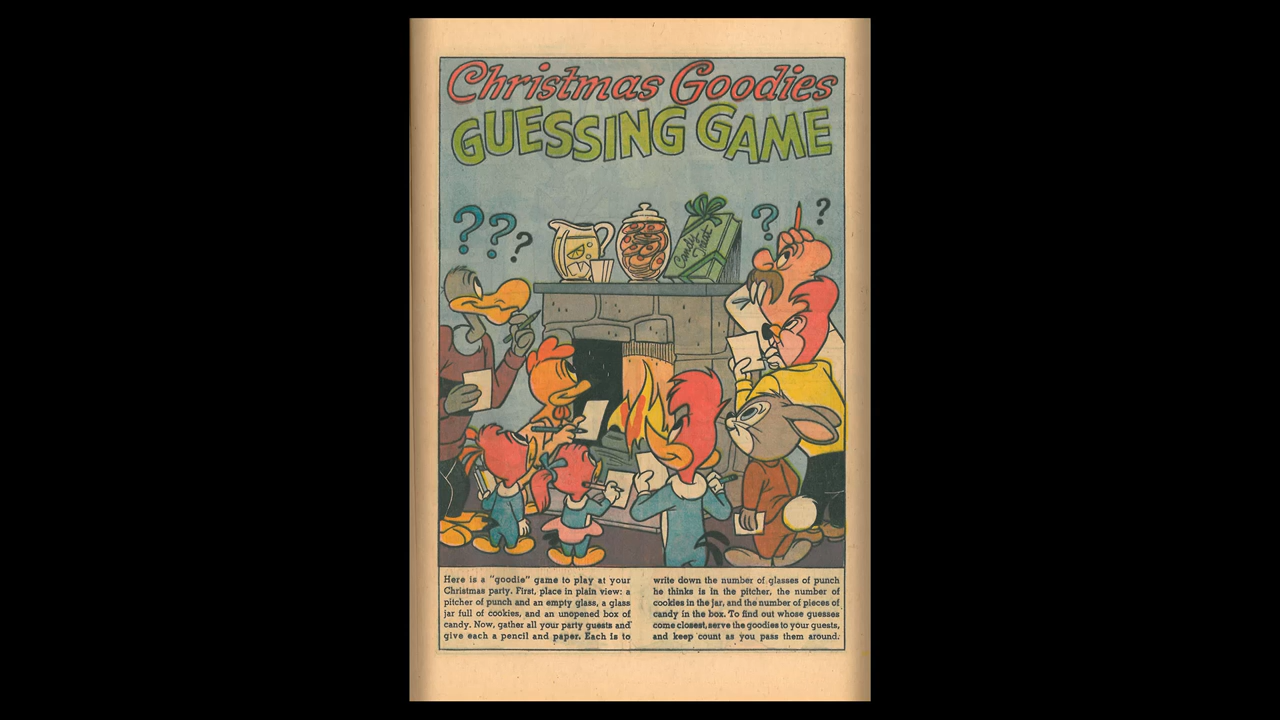 Christmas Goodies
GUESSING GAME
? ? ?
? ?
Candy
Treat
Here is a "goodie" game to play at your
Christmas party. First, place in plain view: a
pitcher of punch and an empty glass, a glass
jar full of cookies, and an unopened box of
candy. Now, gather all your party guests and
give each a pencil and paper. Each is to
write down the number of glasses of punch
he thinks is in the pitcher, the number of
cookies in the jar, and the number of pieces of
candy in the box. To find out whose guesses
come closest, serve the goodies to your guests,
and keep count as you pass them around.